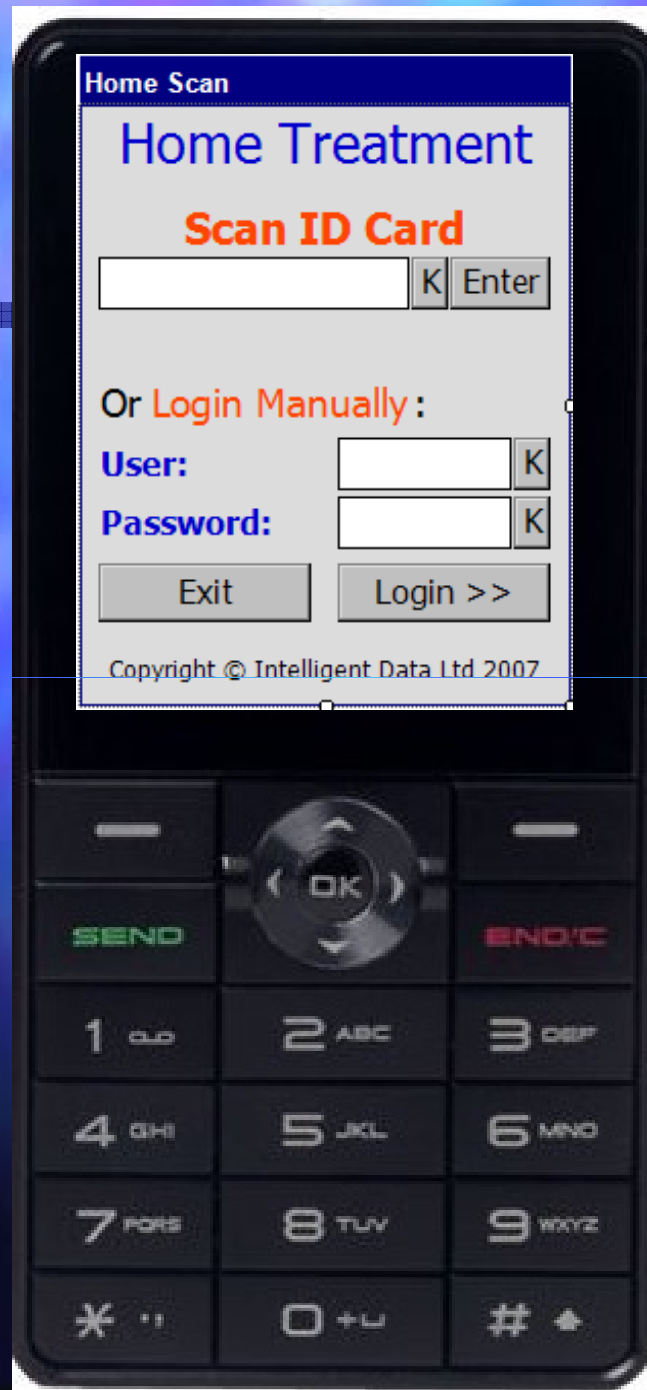 Home Scan
Home Treatment
Scan ID Card
K Enter
Or Login Manually:
User: K
Password: K
Exit Login >>
Copyright © Intelligent Data Ltd 2007
OK
SEND END/C
1 2 ABC 3 DEF
4 GHI 5 JKL 6 MNO
7 PQRS 8 TUV 9 WXYZ
* ., 0 + #